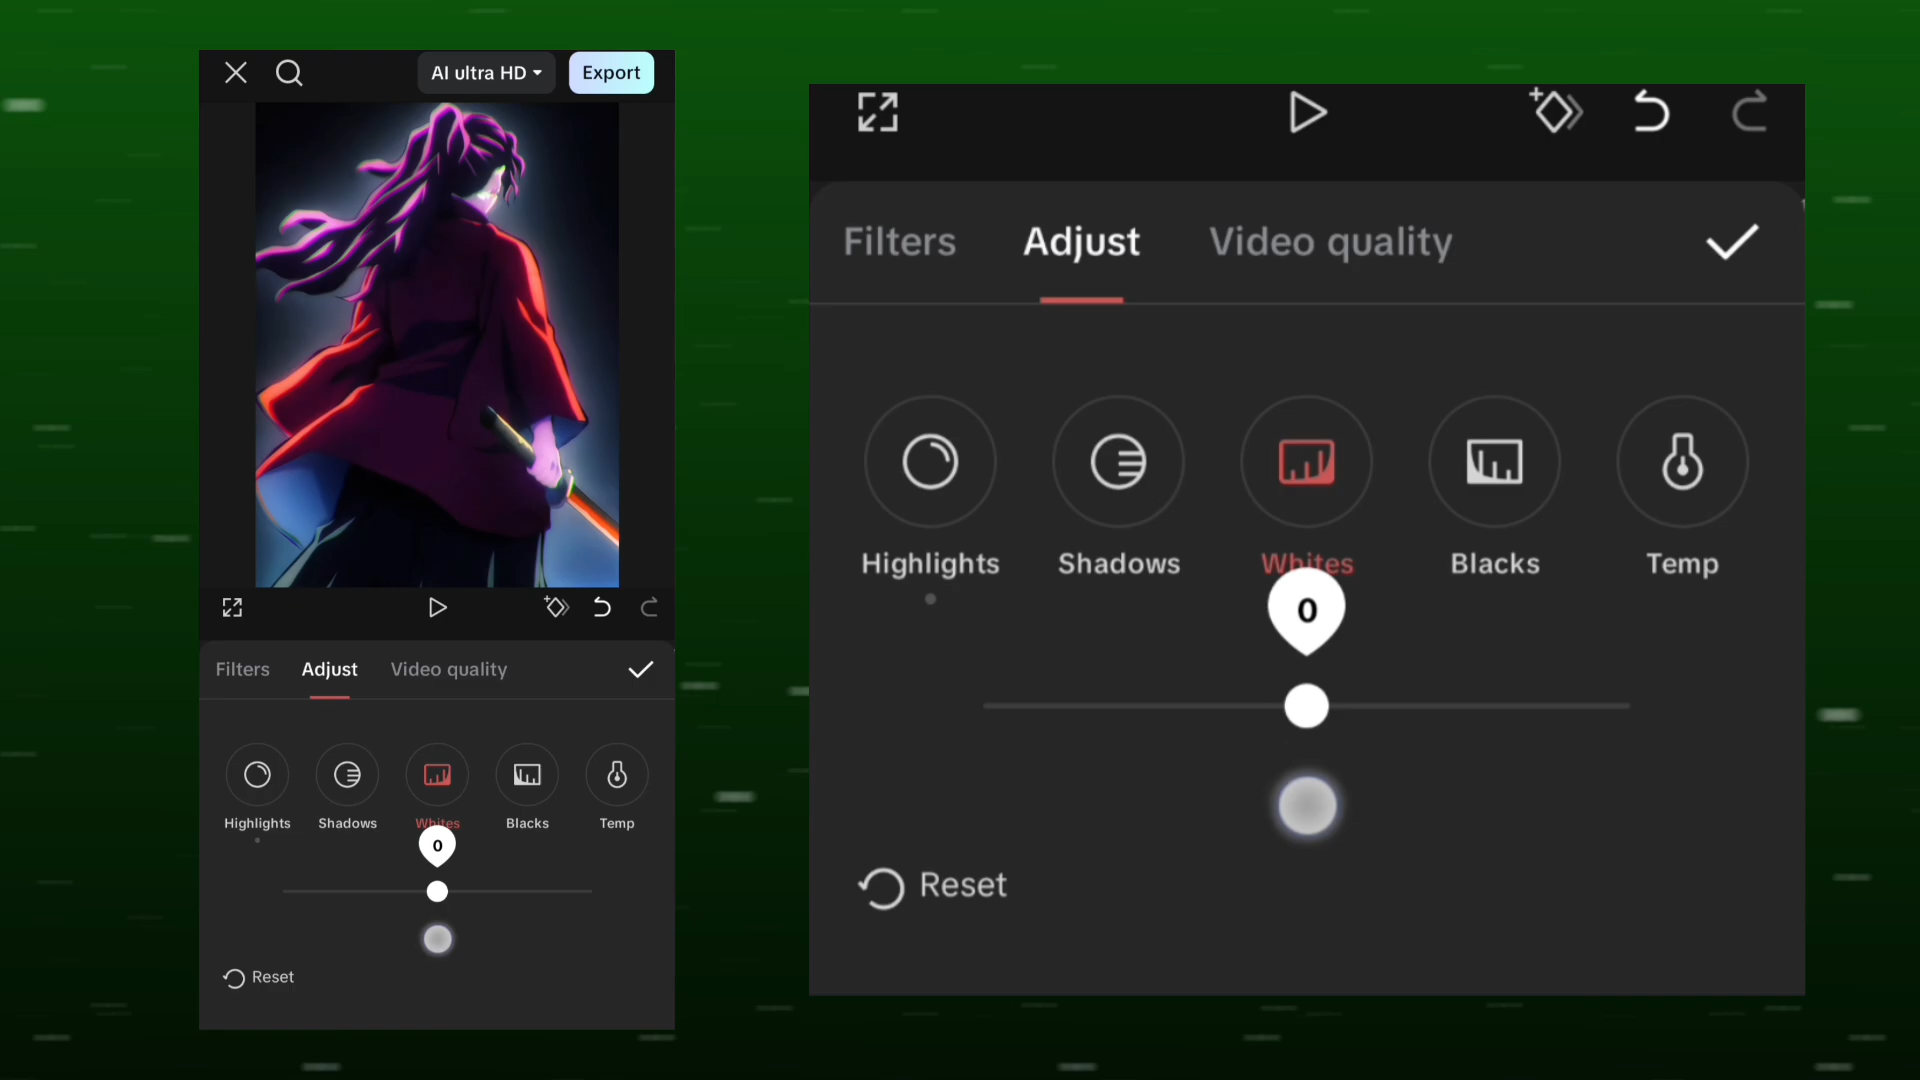 AI ultra HD Export
Filters Adjust Video quality
Highlights Shadows Whites Blacks Temp
0
Reset
Filters Adjust Video quality
Highlights Shadows Whites Blacks Temp
0
Reset